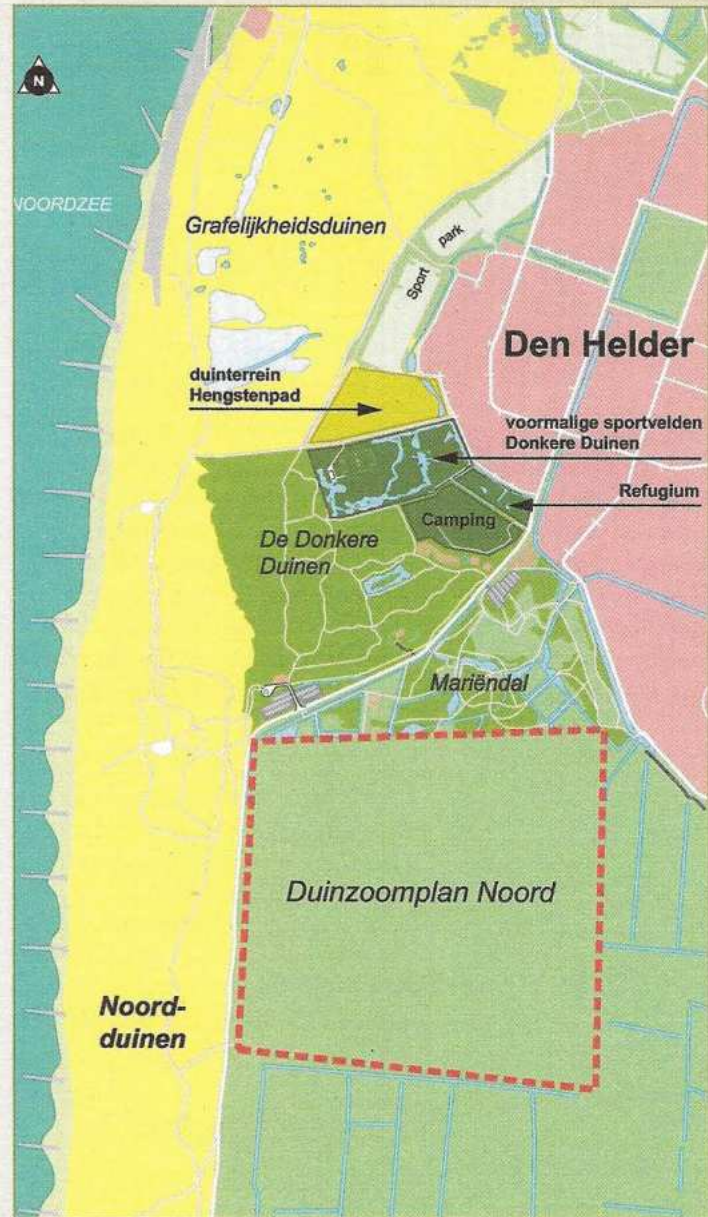 N
NOORDZEE
Grafelijkheidsduinen
park
Sport
Den Helder
duinterrein
Hengstenpad
voormalige sportvelden
Donkere Duinen
Refugium
Camping
De Donkere
Duinen
Mariëndal
Duinzoomplan Noord
Noord-
duinen